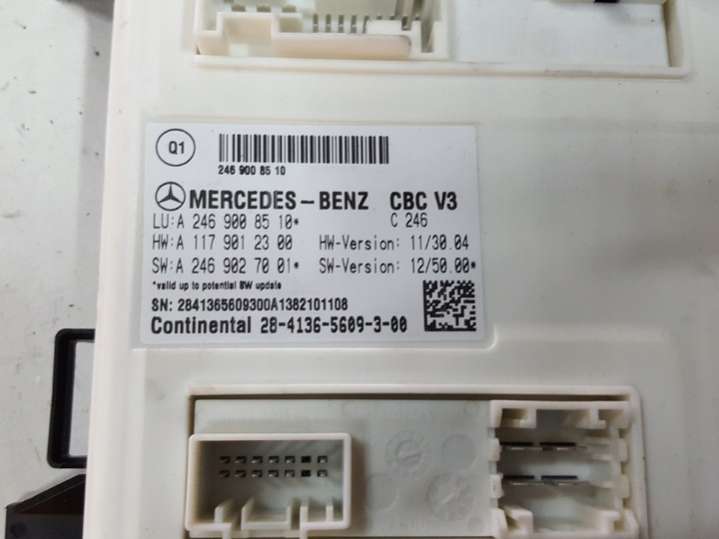 Q1
246 900 85 10
MERCEDES-BENZ CBC V3
LU:A 246 900 85 10* C 246
HW:A 117 901 23 00 HW-Version: 11/30.04
SW:A 246 902 70 01* SW-Version: 12/50.00*
*valid up to potential SW update
SN: 2841365609300A1382101108
Continental 28-4136-5609-3-00